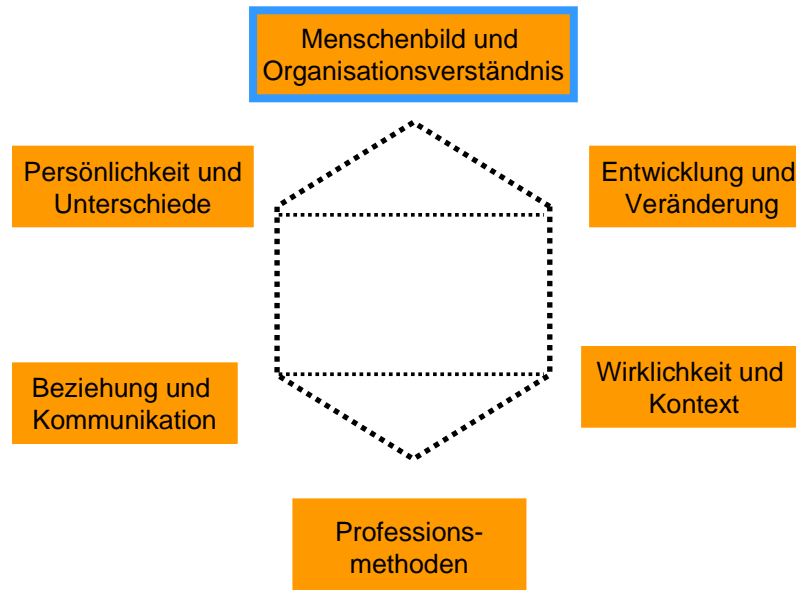 Menschenbild und
Organisationsverständnis
Persönlichkeit und
Unterschiede
Entwicklung und
Veränderung
Beziehung und
Kommunikation
Wirklichkeit und
Kontext
Professions-
methoden